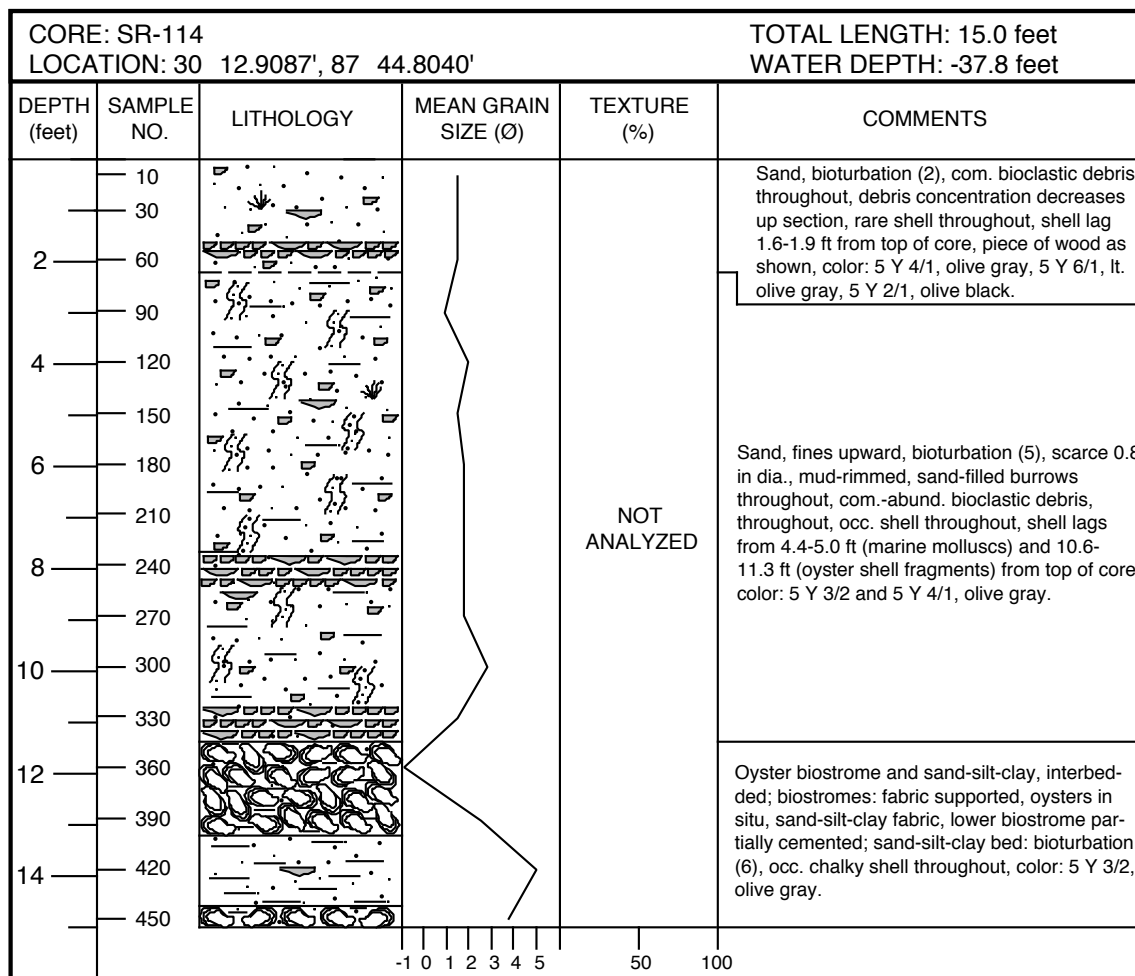 CORE: SR-114
LOCATION: 30 12.9087', 87 44.8040'
TOTAL LENGTH: 15.0 feet
WATER DEPTH: -37.8 feet
DEPTH
(feet)
SAMPLE
NO.
LITHOLOGY
MEAN GRAIN
SIZE (Ø)
TEXTURE
(%)
COMMENTS
2
4
6
8
10
12
14
10
30
60
90
120
150
180
210
240
270
300
330
360
390
420
450
-1 0 1 2 3 4 5
NOT
ANALYZED
50 100
Sand, bioturbation (2), com. bioclastic debris
throughout, debris concentration decreases
up section, rare shell throughout, shell lag
1.6-1.9 ft from top of core, piece of wood as
shown, color: 5 Y 4/1, olive gray, 5 Y 6/1, lt.
olive gray, 5 Y 2/1, olive black.
Sand, fines upward, bioturbation (5), scarce 0.8
in dia., mud-rimmed, sand-filled burrows
throughout, com.-abund. bioclastic debris,
throughout, occ. shell throughout, shell lags
from 4.4-5.0 ft (marine molluscs) and 10.6-
11.3 ft (oyster shell fragments) from top of core
color: 5 Y 3/2 and 5 Y 4/1, olive gray.
Oyster biostrome and sand-silt-clay, interbed-
ded; biostromes: fabric supported, oysters in
situ, sand-silt-clay fabric, lower biostrome par-
tially cemented; sand-silt-clay bed: bioturbation
(6), occ. chalky shell throughout, color: 5 Y 3/2,
olive gray.